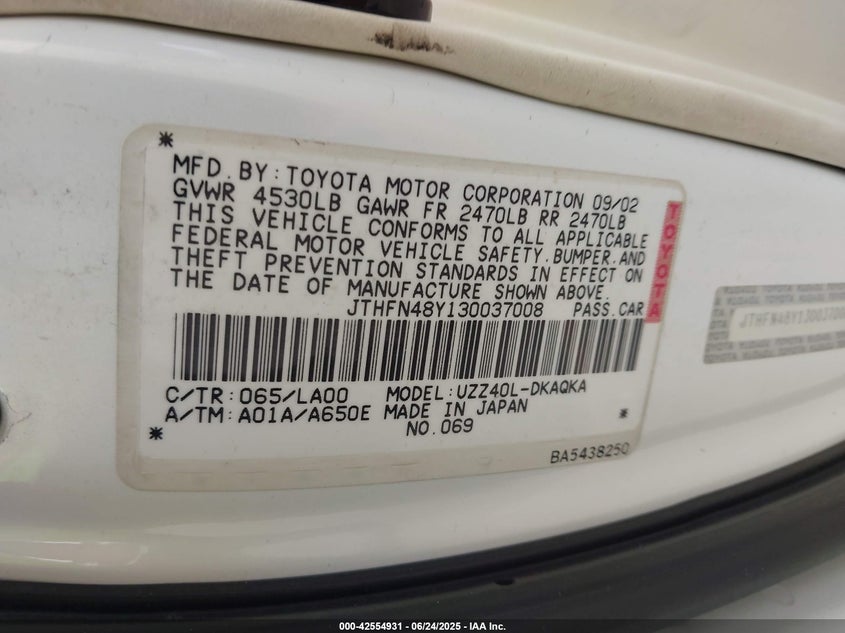 MFD.BY:TOYOTA MOTOR CORPORATION 09/02
GVWR 4530LB GAWR FR 2470LB RR 2470LB
THIS VEHICLE CONFORMS TO ALL APPLICABLE
FEDERAL MOTOR VEHICLE SAFETY.BUMPER.AND
THEFT PREVENTION STANDARDS IN EFFECT ON
THE DATE OF MANUFACTURE SHOWN ABOVE.
JTHFN48Y130037008 PASS.CAR
TOYOTA
C/TR:065/LA00 MODEL:UZZ40L-DKAQKA
A/TM:A01A/A650E MADE IN JAPAN
NO.069
BA5438250
JTHFN48Y13003700
000-42554931 - 06/24/2025 - IAA Inc.